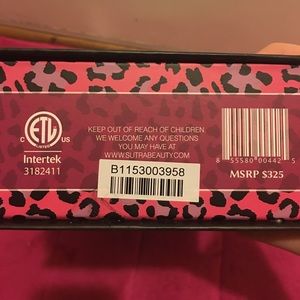 C ETL US
LISTED
Intertek
3182411
KEEP OUT OF REACH OF CHILDREN.
WE WELCOME ANY QUESTIONS
YOU MAY HAVE AT
WWW.SUTRABEAUTY.COM
B1153003958
8 55580 00442 5
MSRP $325